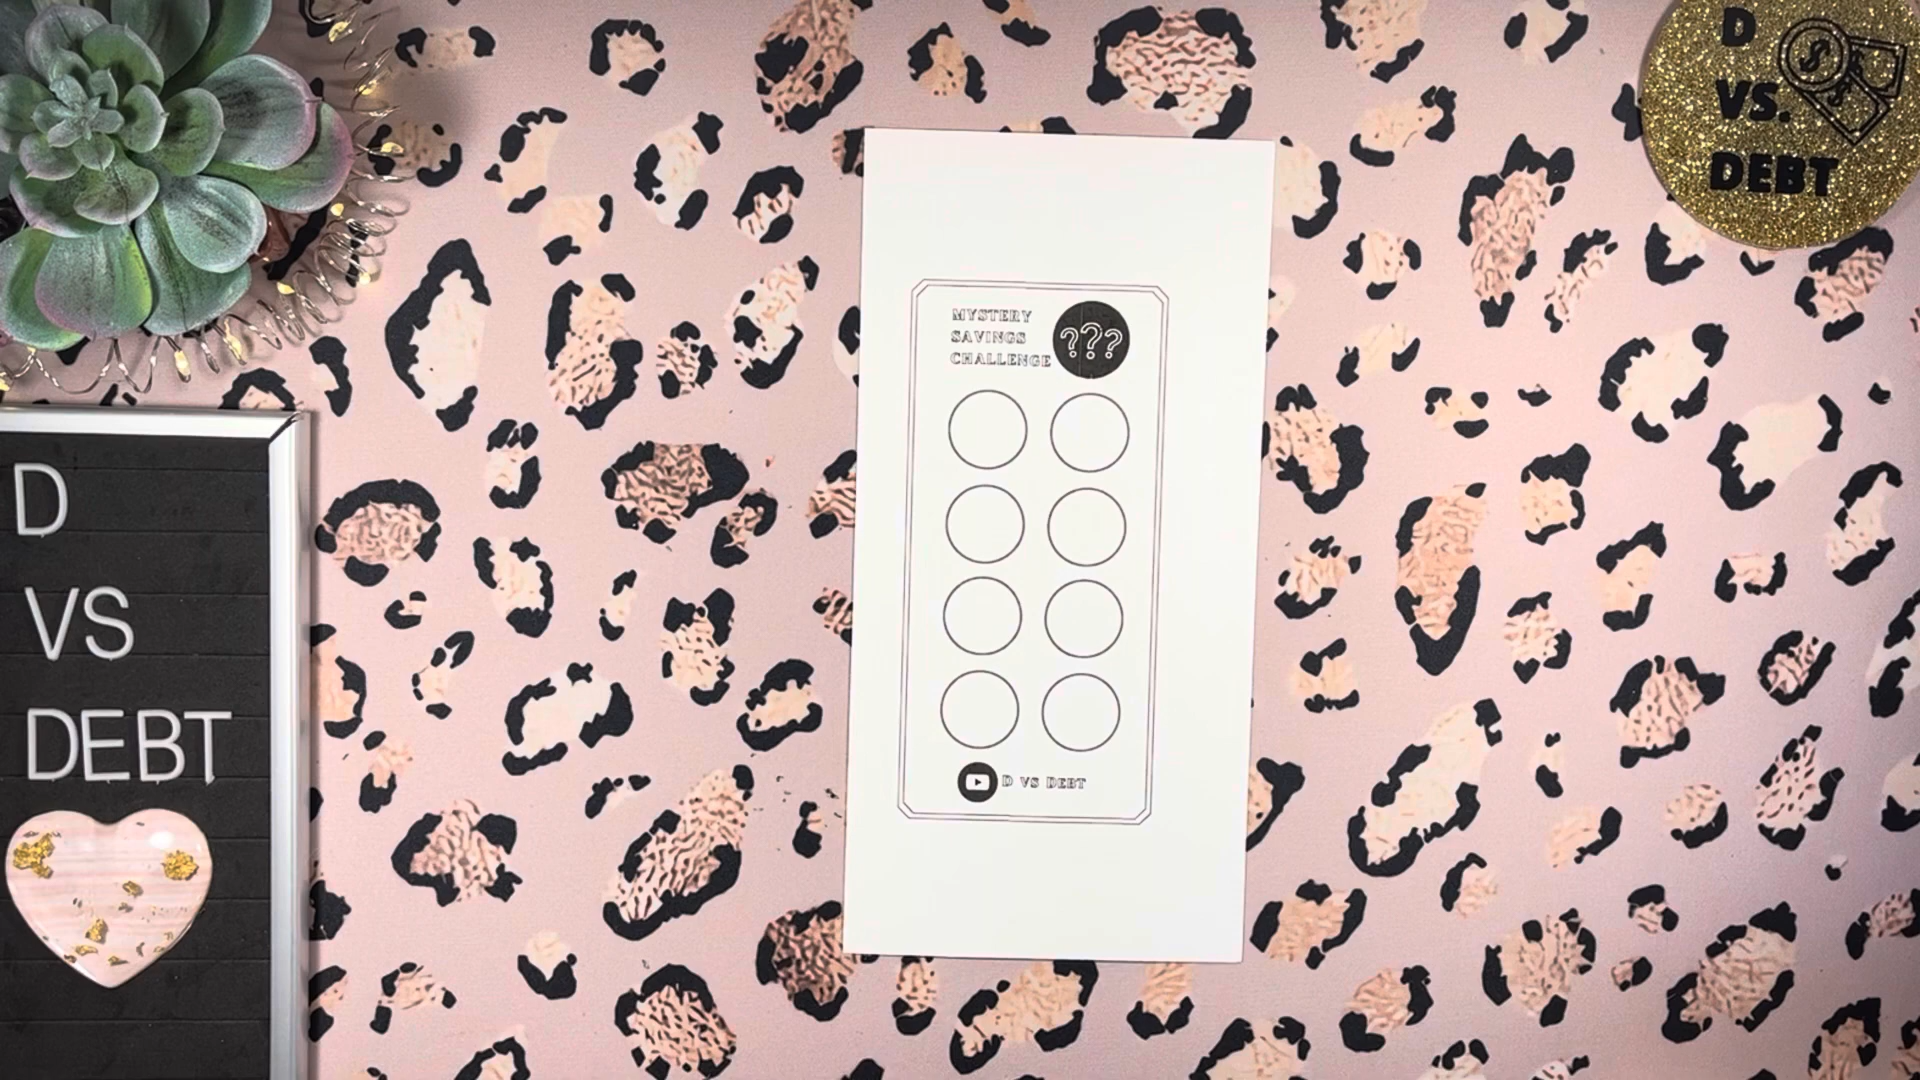 D
VS.
DEBT
MYSTERY
SAVINGS
CHALLENGE
???
D VS DEBT
D
VS
DEBT